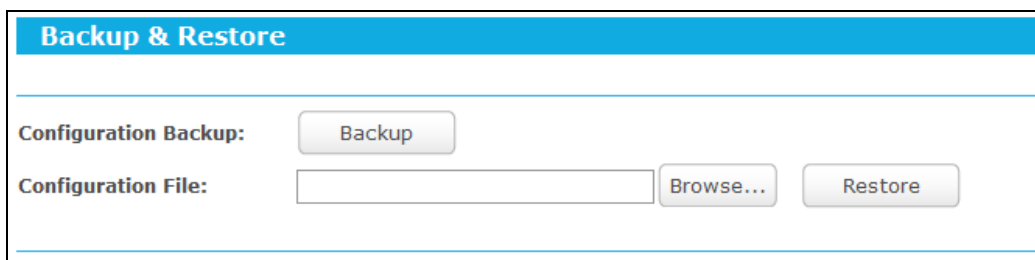 Backup & Restore
Configuration Backup: Backup
Configuration File: Browse... Restore